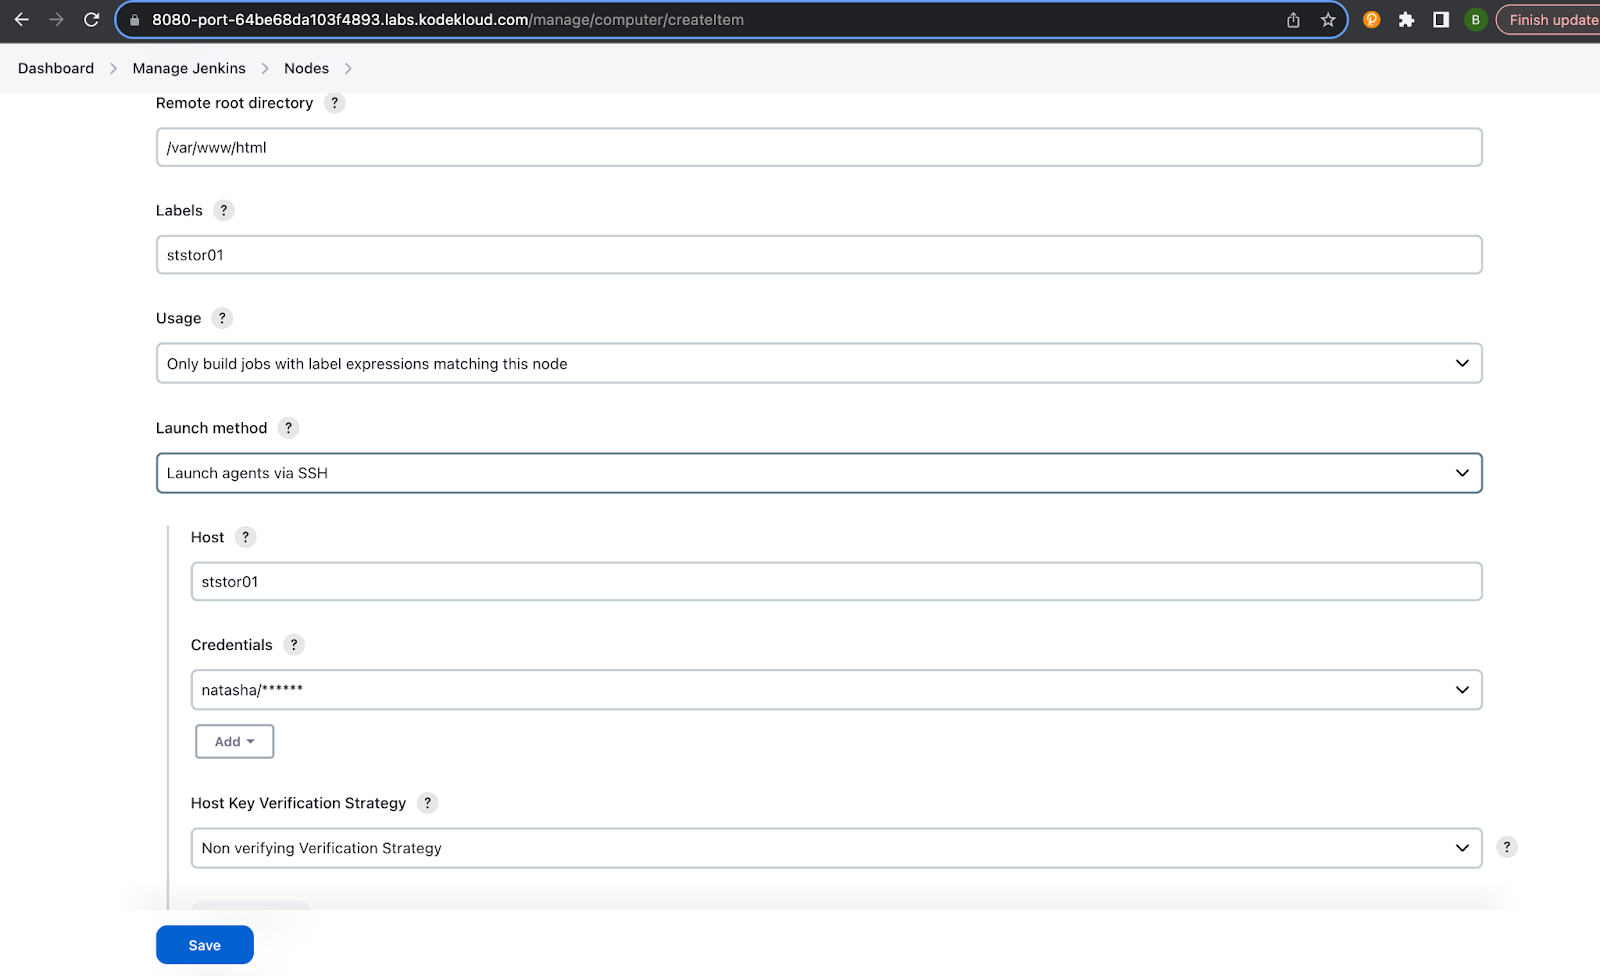 8080-port-64be68da103f4893.labs.kodekloud.com/manage/computer/createItem
B
Finish update
Dashboard > Manage Jenkins > Nodes >
Remote root directory ?
/var/www/html
Labels ?
ststor01
Usage ?
Only build jobs with label expressions matching this node
Launch method ?
Launch agents via SSH
Host ?
ststor01
Credentials ?
natasha/******
Add
Host Key Verification Strategy ?
Non verifying Verification Strategy
?
Save